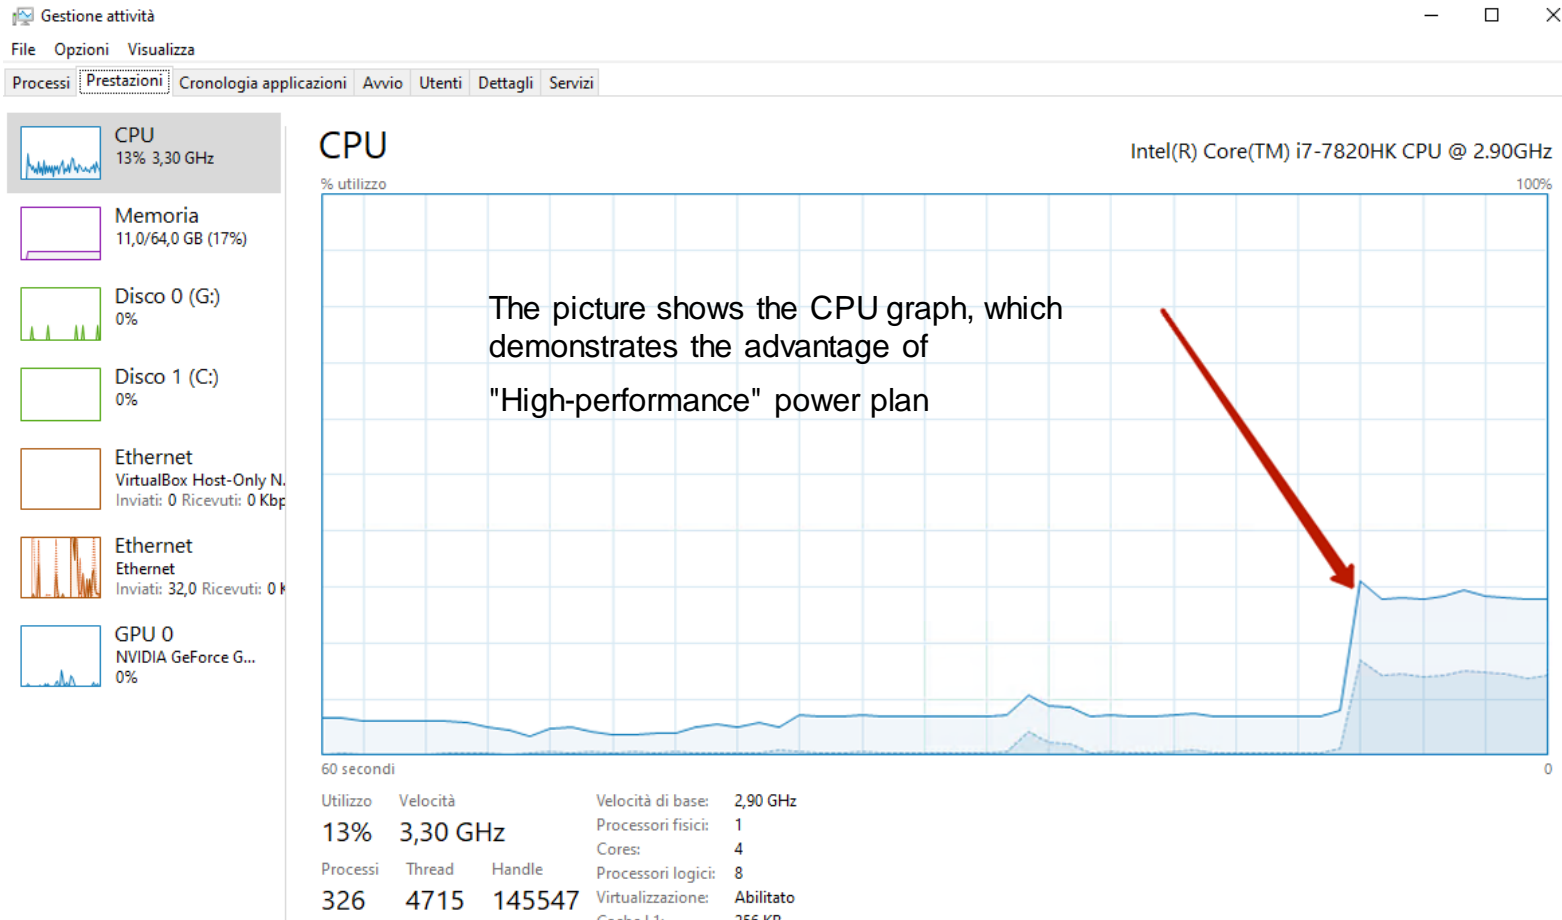 Gestione attività
File Opzioni Visualizza
Processi Prestazioni Cronologia applicazioni Avvio Utenti Dettagli Servizi
CPU
13% 3,30 GHz
Memoria
11,0/64,0 GB (17%)
Disco 0 (G:)
0%
Disco 1 (C:)
0%
Ethernet
VirtualBox Host-Only N.
Inviati: 0 Ricevuti: 0 Kbp
Ethernet
Ethernet
Inviati: 32,0 Ricevuti: 0 K
GPU 0
NVIDIA GeForce G...
0%
CPU
Intel(R) Core(TM) i7-7820HK CPU @ 2.90GHz
% utilizzo 100%
The picture shows the CPU graph, which
demonstrates the advantage of
"High-performance" power plan
60 secondi 0
Utilizzo Velocità
13% 3,30 GHz
Processi Thread Handle
326 4715 145547
Velocità di base: 2,90 GHz
Processori fisici: 1
Cores: 4
Processori logici: 8
Virtualizzazione: Abilitato
Cache L1: 256 KB